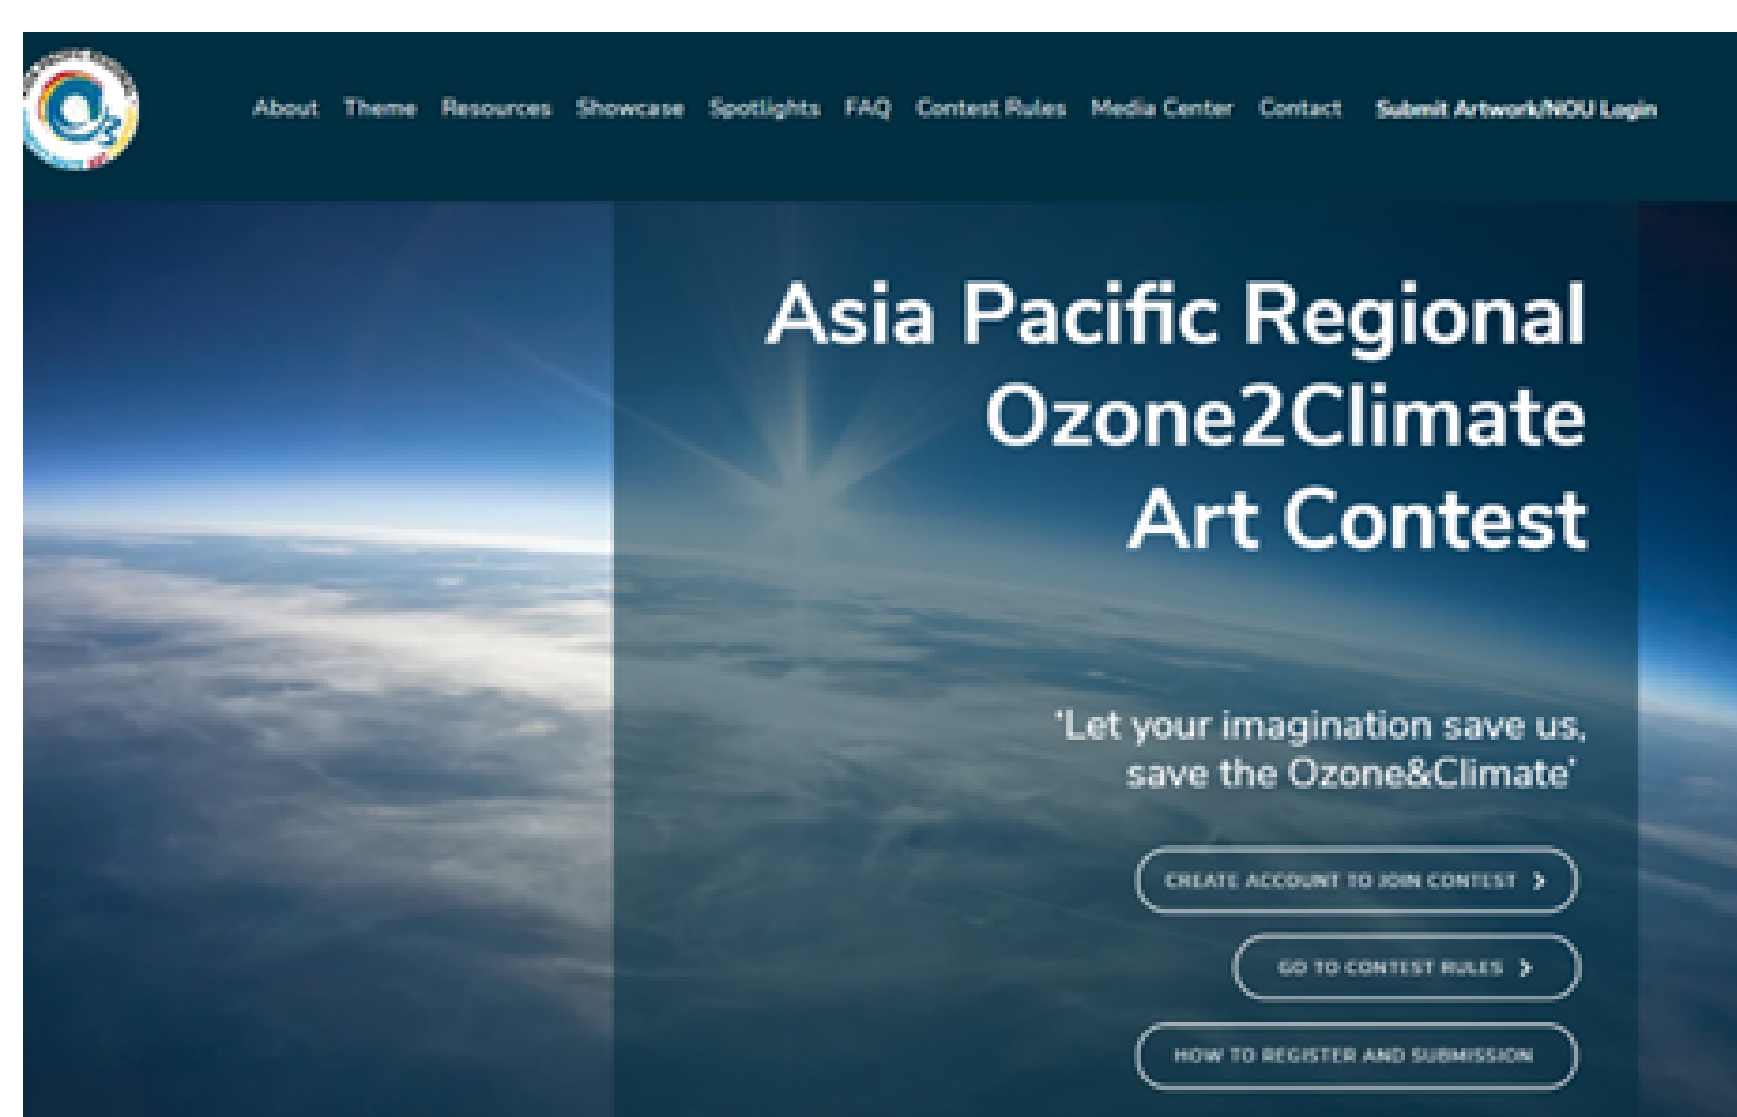 About Theme Resources Showcase Spotlights FAQ Contest Rules Media Center Contact Submit Artwork/NOU Login
Asia Pacific Regional
Ozone2Climate
Art Contest
'Let your imagination save us,
save the Ozone&Climate'
CREATE ACCOUNT TO JOIN CONTEST >
GO TO CONTEST RULES >
HOW TO REGISTER AND SUBMISSION